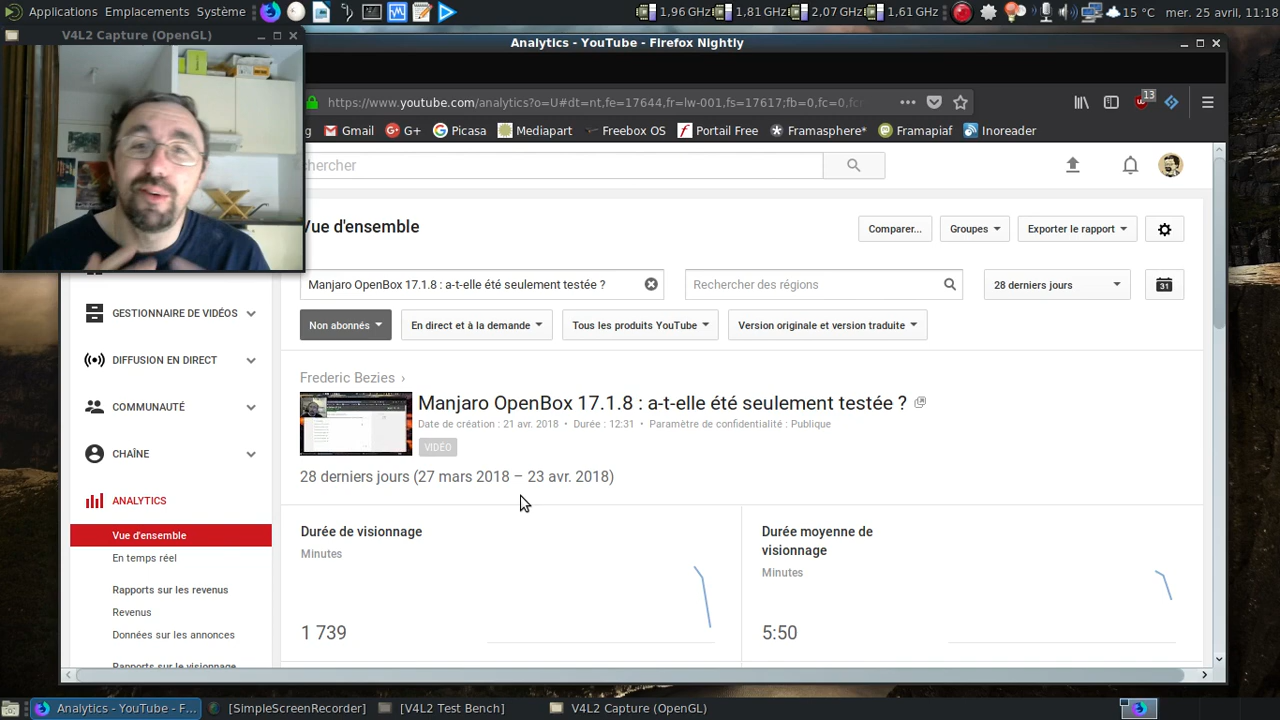 Applications Emplacements Système
1,96 GHz 1,81 GHz 2,07 GHz 1,61 GHz
15 °C mer. 25 avril, 11:18
V4L2 Capture (OpenGL)
Analytics - YouTube - Firefox Nightly
https://www.youtube.com/analytics?o=U#dt=nt,fe=17644,fr=lw-001,fs=17617;fb=0,fc=0,fcr
13
Gmail G+ Picasa Mediapart Freebox OS Portail Free Framasphere* Framapiaf Inoreader
hercher
Vue d'ensemble
Comparer... Groupes Exporter le rapport
Manjaro OpenBox 17.1.8 : a-t-elle été seulement testée ?
Rechercher des régions
28 derniers jours
31
Non abonnés En direct et à la demande Tous les produits YouTube Version originale et version traduite
GESTIONNAIRE DE VIDÉOS
DIFFUSION EN DIRECT
COMMUNAUTÉ
CHAÎNE
ANALYTICS
Vue d'ensemble
En temps réel
Rapports sur les revenus
Revenus
Données sur les annonces
Rapports sur le visionnage
Frederic Bezies ›
Manjaro OpenBox 17.1.8 : a-t-elle été seulement testée ?
Date de création : 21 avr. 2018 • Durée : 12:31 • Paramètre de confidentialité : Publique
VIDÉO
28 derniers jours (27 mars 2018 – 23 avr. 2018)
Durée de visionnage
Minutes
1 739
Durée moyenne de
visionnage
Minutes
5:50
Analytics - YouTube - F... [SimpleScreenRecorder] [V4L2 Test Bench] V4L2 Capture (OpenGL)